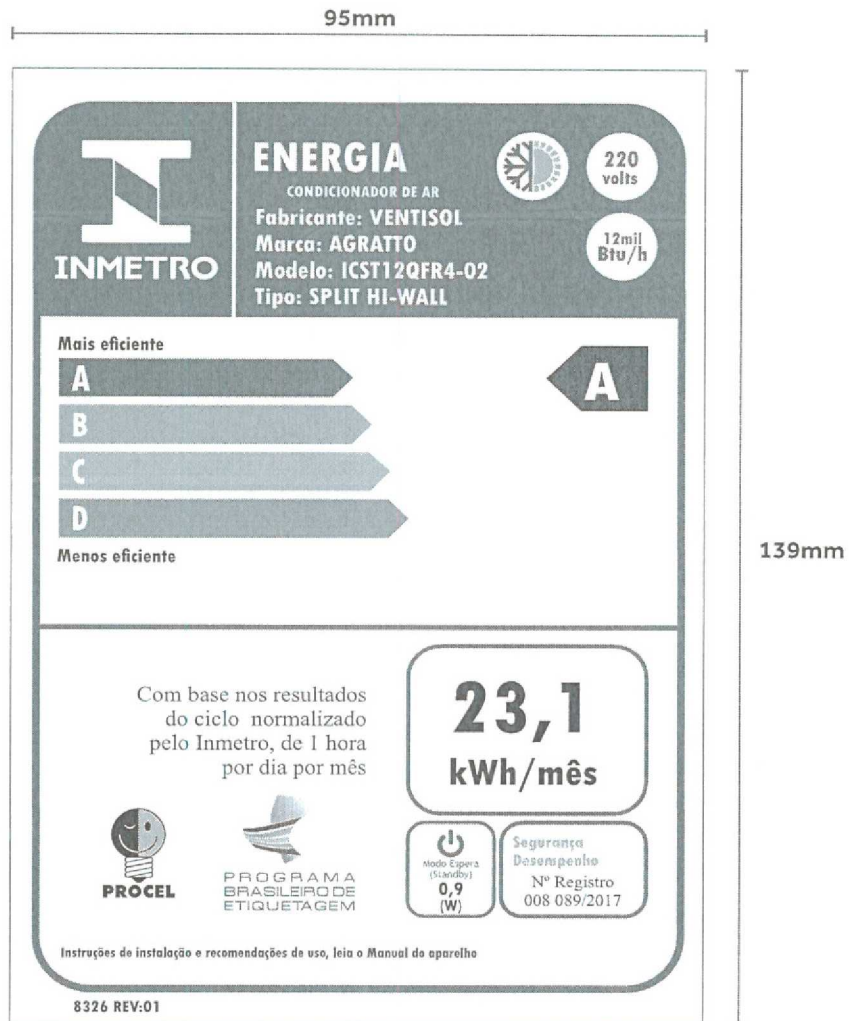 95mm
INMETRO
ENERGIA
CONDICIONADOR DE AR
Fabricante: VENTISOL
Marca: AGRATTO
Modelo: ICST12QFR4-02
Tipo: SPLIT HI-WALL
220
volts
12mil
Btu/h
Mais eficiente
A
A
B
C
D
Menos eficiente
139mm
Com base nos resultados
do ciclo normalizado
pelo Inmetro, de 1 hora
por dia por mês
23,1
kWh/mês
PROCEL
PROGRAMA
BRASILEIRO DE
ETIQUETAGEM
Modo Espera
(Standby)
0,9
(W)
Segurança
Desempenho
Nº Registro
008 089/2017
Instruções de instalação e recomendações de uso, leia o Manual do aparelho
8326 REV:01